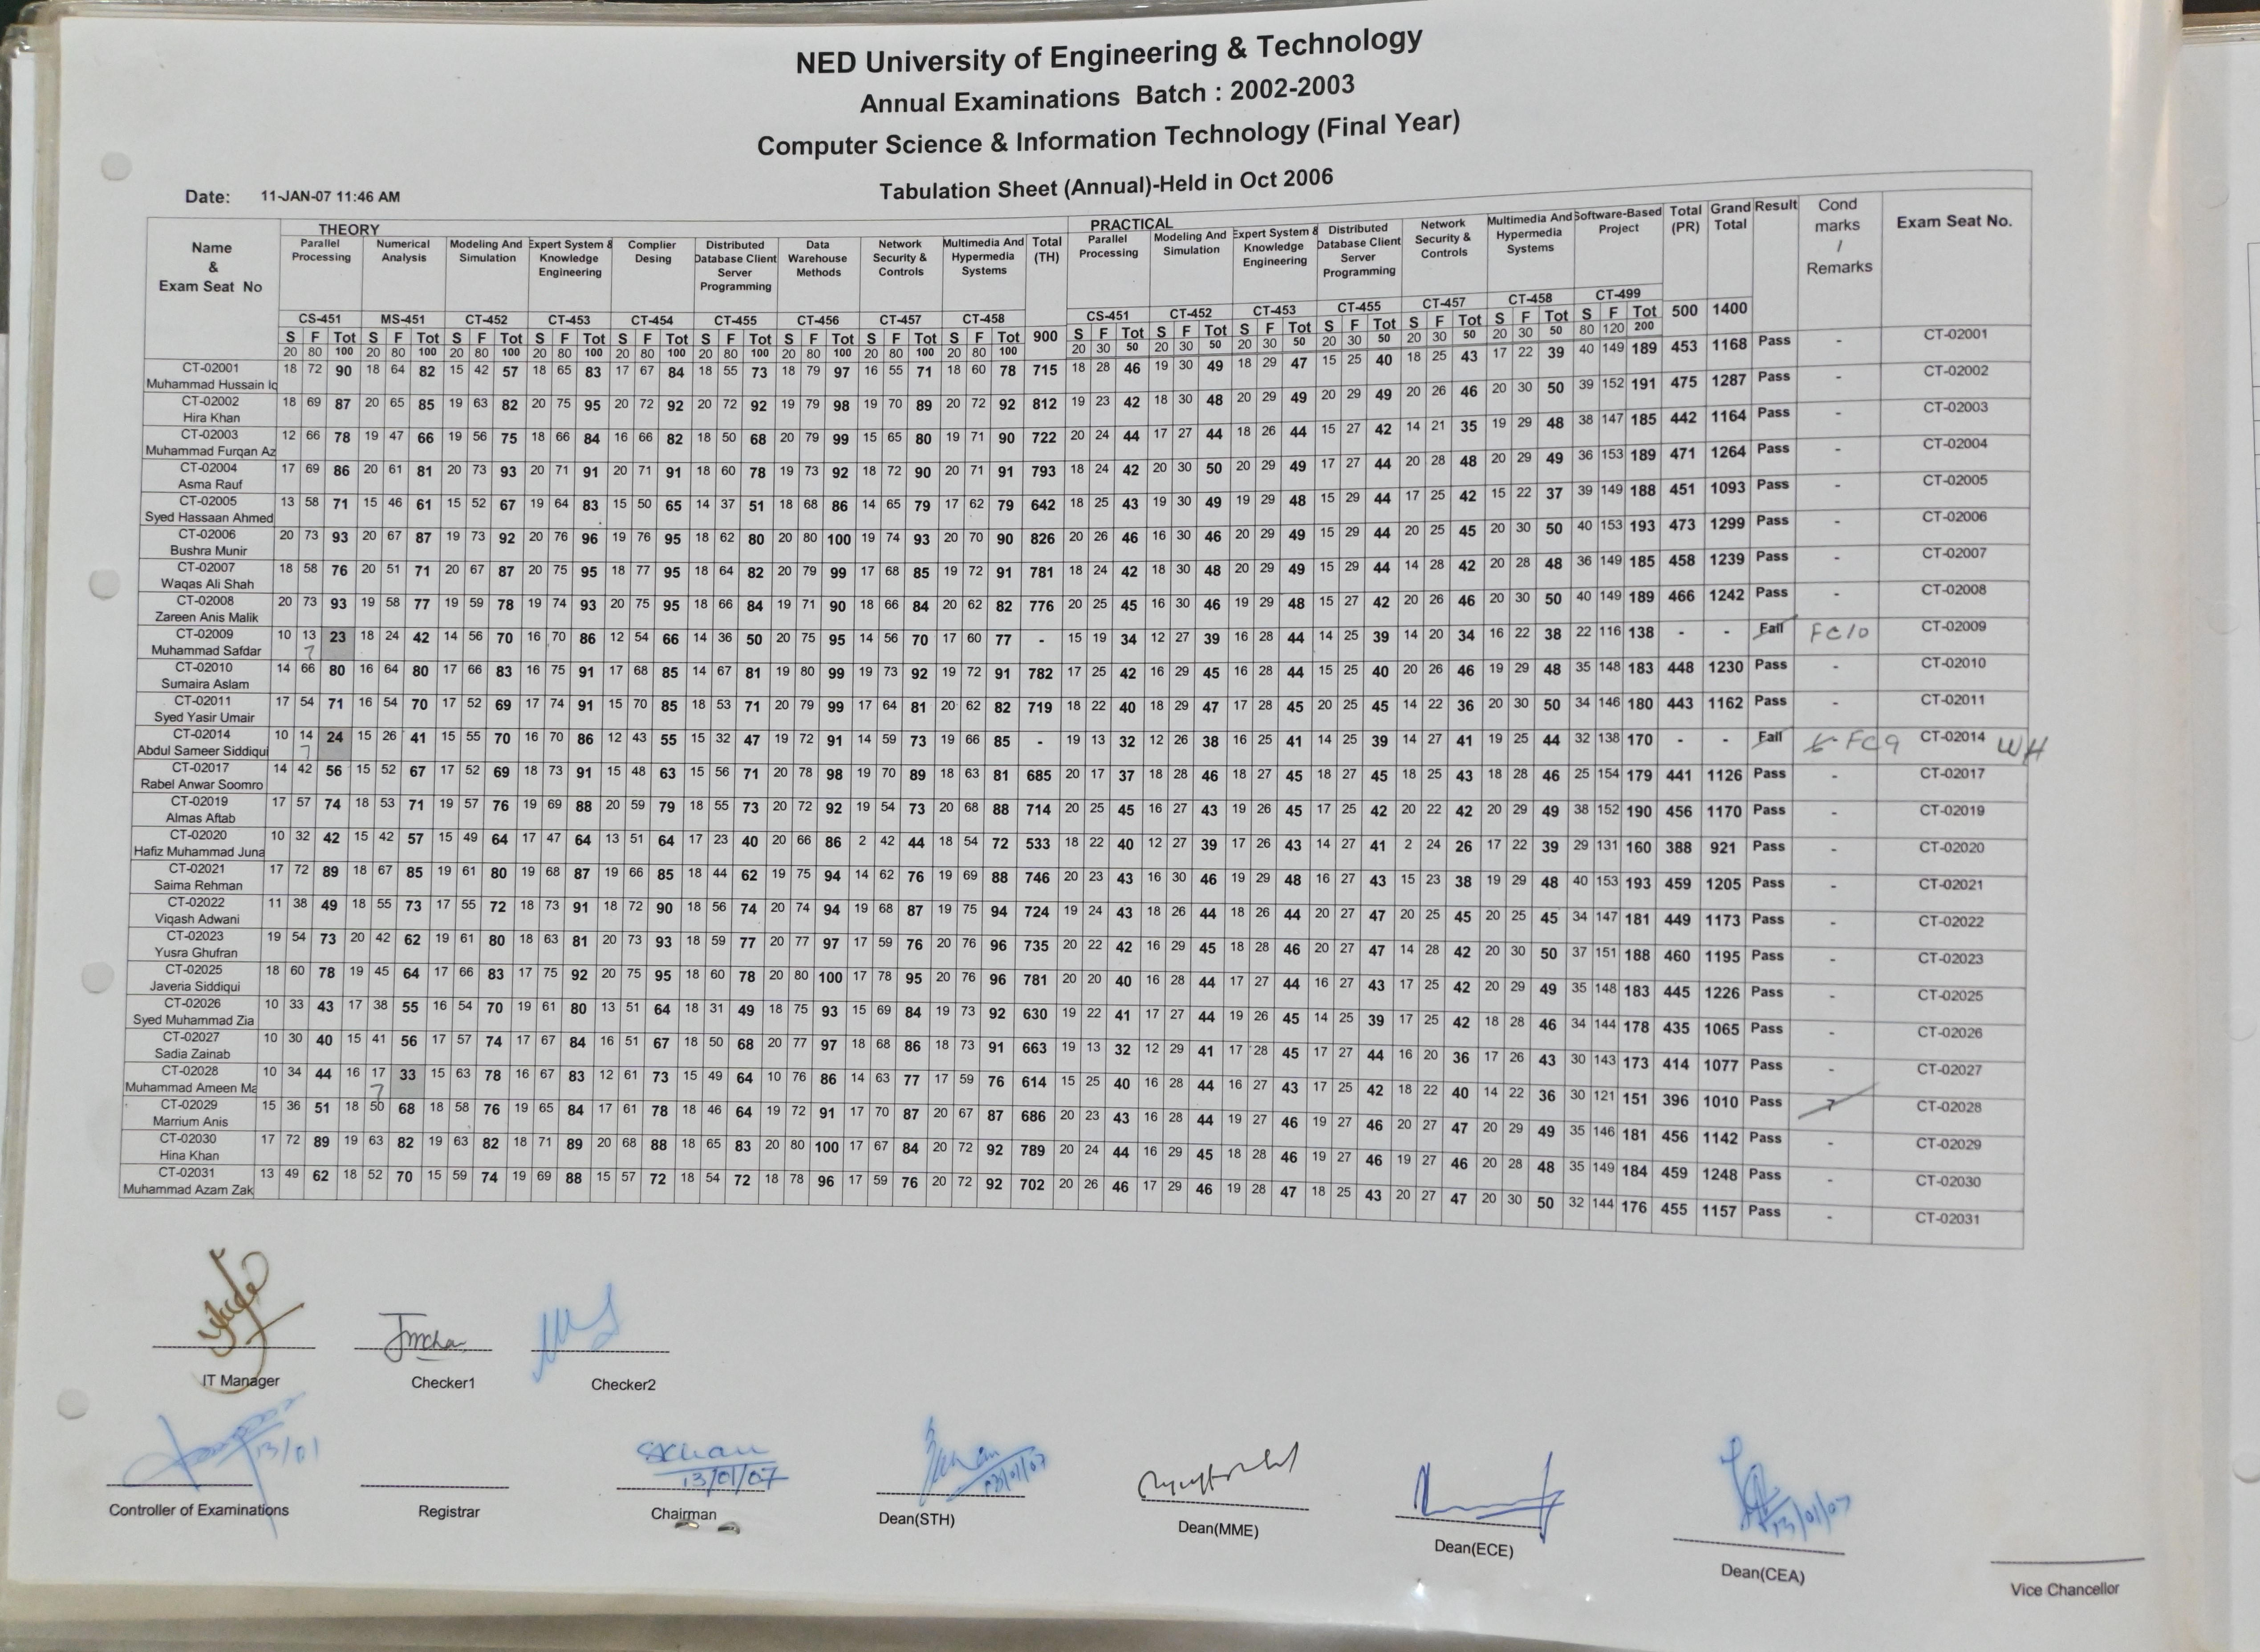 NED University of Engineering & Technology
Annual Examinations Batch : 2002-2003
Computer Science & Information Technology (Final Year)
Tabulation Sheet (Annual)-Held in Oct 2006
Date: 11-JAN-07 11:46 AM
Name & Exam Seat No
THEORY
Parallel Processing CS-451
Numerical Analysis MS-451
Modeling And Simulation CT-452
Expert System & Knowledge Engineering CT-453
Complier Desing CT-454
Distributed Database Client Server Programming CT-455
Data Warehouse Methods CT-456
Network Security & Controls CT-457
Multimedia And Hypermedia Systems CT-458
Total (TH) 900
PRACTICAL
Parallel Processing CS-451
Modeling And Simulation CT-452
Expert System & Knowledge Engineering CT-453
Distributed Database Client Server Programming CT-455
Network Security & Controls CT-457
Multimedia And Hypermedia Systems CT-458
Software-Based Project CT-499
Total (PR) 500
Grand Total 1400
Result
Cond marks / Remarks
Exam Seat No.
S F Tot S F Tot S F Tot S F Tot S F Tot S F Tot S F Tot S F Tot S F Tot S F Tot S F Tot S F Tot S F Tot S F Tot S F Tot S F Tot
20 80 100 20 80 100 20 80 100 20 80 100 20 80 100 20 80 100 20 80 100 20 80 100 20 80 100 20 30 50 20 30 50 20 30 50 20 30 50 20 30 50 20 30 50 80 120 200
CT-02001 18 72 90 18 64 82 15 42 57 18 65 83 17 67 84 18 55 73 18 79 97 16 55 71 18 60 78 715 18 28 46 19 30 49 18 29 47 15 25 40 18 25 43 17 22 39 40 149 189 453 1168 Pass - CT-02001
Muhammad Hussain Iq
CT-02002 18 69 87 20 65 85 19 63 82 20 75 95 20 72 92 20 72 92 19 79 98 19 70 89 20 72 92 812 19 23 42 18 30 48 20 29 49 20 29 49 20 26 46 20 30 50 39 152 191 475 1287 Pass - CT-02002
Hira Khan
CT-02003 12 66 78 19 47 66 19 56 75 18 66 84 16 66 82 18 50 68 20 79 99 15 65 80 19 71 90 722 20 24 44 17 27 44 18 26 44 15 27 42 14 21 35 19 29 48 38 147 185 442 1164 Pass - CT-02003
Muhammad Furqan Az
CT-02004 17 69 86 20 61 81 20 73 93 20 71 91 20 71 91 18 60 78 19 73 92 18 72 90 20 71 91 793 18 24 42 20 30 50 20 29 49 17 27 44 20 28 48 20 29 49 36 153 189 471 1264 Pass - CT-02004
Asma Rauf
CT-02005 13 58 71 15 46 61 15 52 67 19 64 83 15 50 65 14 37 51 18 68 86 14 65 79 17 62 79 642 18 25 43 19 30 49 19 29 48 15 29 44 17 25 42 15 22 37 39 149 188 451 1093 Pass - CT-02005
Syed Hassaan Ahmed
CT-02006 20 73 93 20 67 87 19 73 92 20 76 96 19 76 95 18 62 80 20 80 100 19 74 93 20 70 90 826 20 26 46 16 30 46 20 29 49 15 29 44 20 25 45 20 30 50 40 153 193 473 1299 Pass - CT-02006
Bushra Munir
CT-02007 18 58 76 20 51 71 20 67 87 20 75 95 18 77 95 18 64 82 20 79 99 17 68 85 19 72 91 781 18 24 42 18 30 48 20 29 49 15 29 44 14 28 42 20 28 48 36 149 185 458 1239 Pass - CT-02007
Waqas Ali Shah
CT-02008 20 73 93 19 58 77 19 59 78 19 74 93 20 75 95 18 66 84 19 71 90 18 66 84 20 62 82 776 20 25 45 16 30 46 19 29 48 15 27 42 20 26 46 20 30 50 40 149 189 466 1242 Pass - CT-02008
Zareen Anis Malik
CT-02009 10 13 23 18 24 42 14 56 70 16 70 86 12 54 66 14 36 50 20 75 95 14 56 70 17 60 77 - 15 19 34 12 27 39 16 28 44 14 25 39 14 20 34 16 22 38 22 116 138 - - Fail FC10 CT-02009
Muhammad Safdar 7
CT-02010 14 66 80 16 64 80 17 66 83 16 75 91 17 68 85 14 67 81 19 80 99 19 73 92 19 72 91 782 17 25 42 16 29 45 16 28 44 15 25 40 20 26 46 19 29 48 35 148 183 448 1230 Pass - CT-02010
Sumaira Aslam
CT-02011 17 54 71 16 54 70 17 52 69 17 74 91 15 70 85 18 53 71 20 79 99 17 64 81 20 62 82 719 18 22 40 18 29 47 17 28 45 20 25 45 14 22 36 20 30 50 34 146 180 443 1162 Pass - CT-02011
Syed Yasir Umair
CT-02014 10 14 24 15 26 41 15 55 70 16 70 86 12 43 55 15 32 47 19 72 91 14 59 73 19 66 85 - 19 13 32 12 26 38 16 25 41 14 25 39 14 27 41 19 25 44 32 138 170 - - Fail FC9 CT-02014 WH
Abdul Sameer Siddiqui 7
CT-02017 14 42 56 15 52 67 17 52 69 18 73 91 15 48 63 15 56 71 20 78 98 19 70 89 18 63 81 685 20 17 37 18 28 46 18 27 45 18 27 45 18 25 43 18 28 46 25 154 179 441 1126 Pass - CT-02017
Rabel Anwar Soomro
CT-02019 17 57 74 18 53 71 19 57 76 19 69 88 20 59 79 18 55 73 20 72 92 19 54 73 20 68 88 714 20 25 45 16 27 43 19 26 45 17 25 42 20 22 42 20 29 49 38 152 190 456 1170 Pass - CT-02019
Almas Aftab
CT-02020 10 32 42 15 42 57 15 49 64 17 47 64 13 51 64 17 23 40 20 66 86 2 42 44 18 54 72 533 18 22 40 12 27 39 17 26 43 14 27 41 2 24 26 17 22 39 29 131 160 388 921 Pass - CT-02020
Hafiz Muhammad Juna
CT-02021 17 72 89 18 67 85 19 61 80 19 68 87 19 66 85 18 44 62 19 75 94 14 62 76 19 69 88 746 20 23 43 16 30 46 19 29 48 16 27 43 15 23 38 19 29 48 40 153 193 459 1205 Pass - CT-02021
Saima Rehman
CT-02022 11 38 49 18 55 73 17 55 72 18 73 91 18 72 90 18 56 74 20 74 94 19 68 87 19 75 94 724 19 24 43 18 26 44 18 26 44 20 27 47 20 25 45 20 25 45 34 147 181 449 1173 Pass - CT-02022
Viqash Adwani
CT-02023 19 54 73 20 42 62 19 61 80 18 63 81 20 73 93 18 59 77 20 77 97 17 59 76 20 76 96 735 20 22 42 16 29 45 18 28 46 20 27 47 14 28 42 20 30 50 37 151 188 460 1195 Pass - CT-02023
Yusra Ghufran
CT-02025 18 60 78 19 45 64 17 66 83 17 75 92 20 75 95 18 60 78 20 80 100 17 78 95 20 76 96 781 20 20 40 16 28 44 17 27 44 16 27 43 17 25 42 20 29 49 35 148 183 445 1226 Pass - CT-02025
Javeria Siddiqui
CT-02026 10 33 43 17 38 55 16 54 70 19 61 80 13 51 64 18 31 49 18 75 93 15 69 84 19 73 92 630 19 22 41 17 27 44 19 26 45 14 25 39 17 25 42 18 28 46 34 144 178 435 1065 Pass - CT-02026
Syed Muhammad Zia
CT-02027 10 30 40 15 41 56 17 57 74 17 67 84 16 51 67 18 50 68 20 77 97 18 68 86 18 73 91 663 19 13 32 12 29 41 17 28 45 17 27 44 16 20 36 17 26 43 30 143 173 414 1077 Pass - CT-02027
Sadia Zainab
CT-02028 10 34 44 16 17 33 15 63 78 16 67 83 12 61 73 15 49 64 10 76 86 14 63 77 17 59 76 614 15 25 40 16 28 44 16 27 43 17 25 42 18 22 40 14 22 36 30 121 151 396 1010 Pass 7 CT-02028
Muhammad Ameen Ma 7
CT-02029 15 36 51 18 50 68 18 58 76 19 65 84 17 61 78 18 46 64 19 72 91 17 70 87 20 67 87 686 20 23 43 16 28 44 19 27 46 19 27 46 20 27 47 20 29 49 35 146 181 456 1142 Pass - CT-02029
Marrium Anis
CT-02030 17 72 89 19 63 82 19 63 82 18 71 89 20 68 88 18 65 83 20 80 100 17 67 84 20 72 92 789 20 24 44 16 29 45 18 28 46 19 27 46 19 27 46 20 28 48 35 149 184 459 1248 Pass - CT-02030
Hina Khan
CT-02031 13 49 62 18 52 70 15 59 74 19 69 88 15 57 72 18 54 72 18 78 96 17 59 76 20 72 92 702 20 26 46 17 29 46 19 28 47 18 25 43 20 27 47 20 30 50 32 144 176 455 1157 Pass - CT-02031
Muhammad Azam Zak
IT Manager
Checker1
Checker2
13/01
13/01/07
13/01/07
Controller of Examinations
Registrar
Chairman
Dean(STH)
Dean(MME)
Dean(ECE)
Dean(CEA)
Vice Chancellor